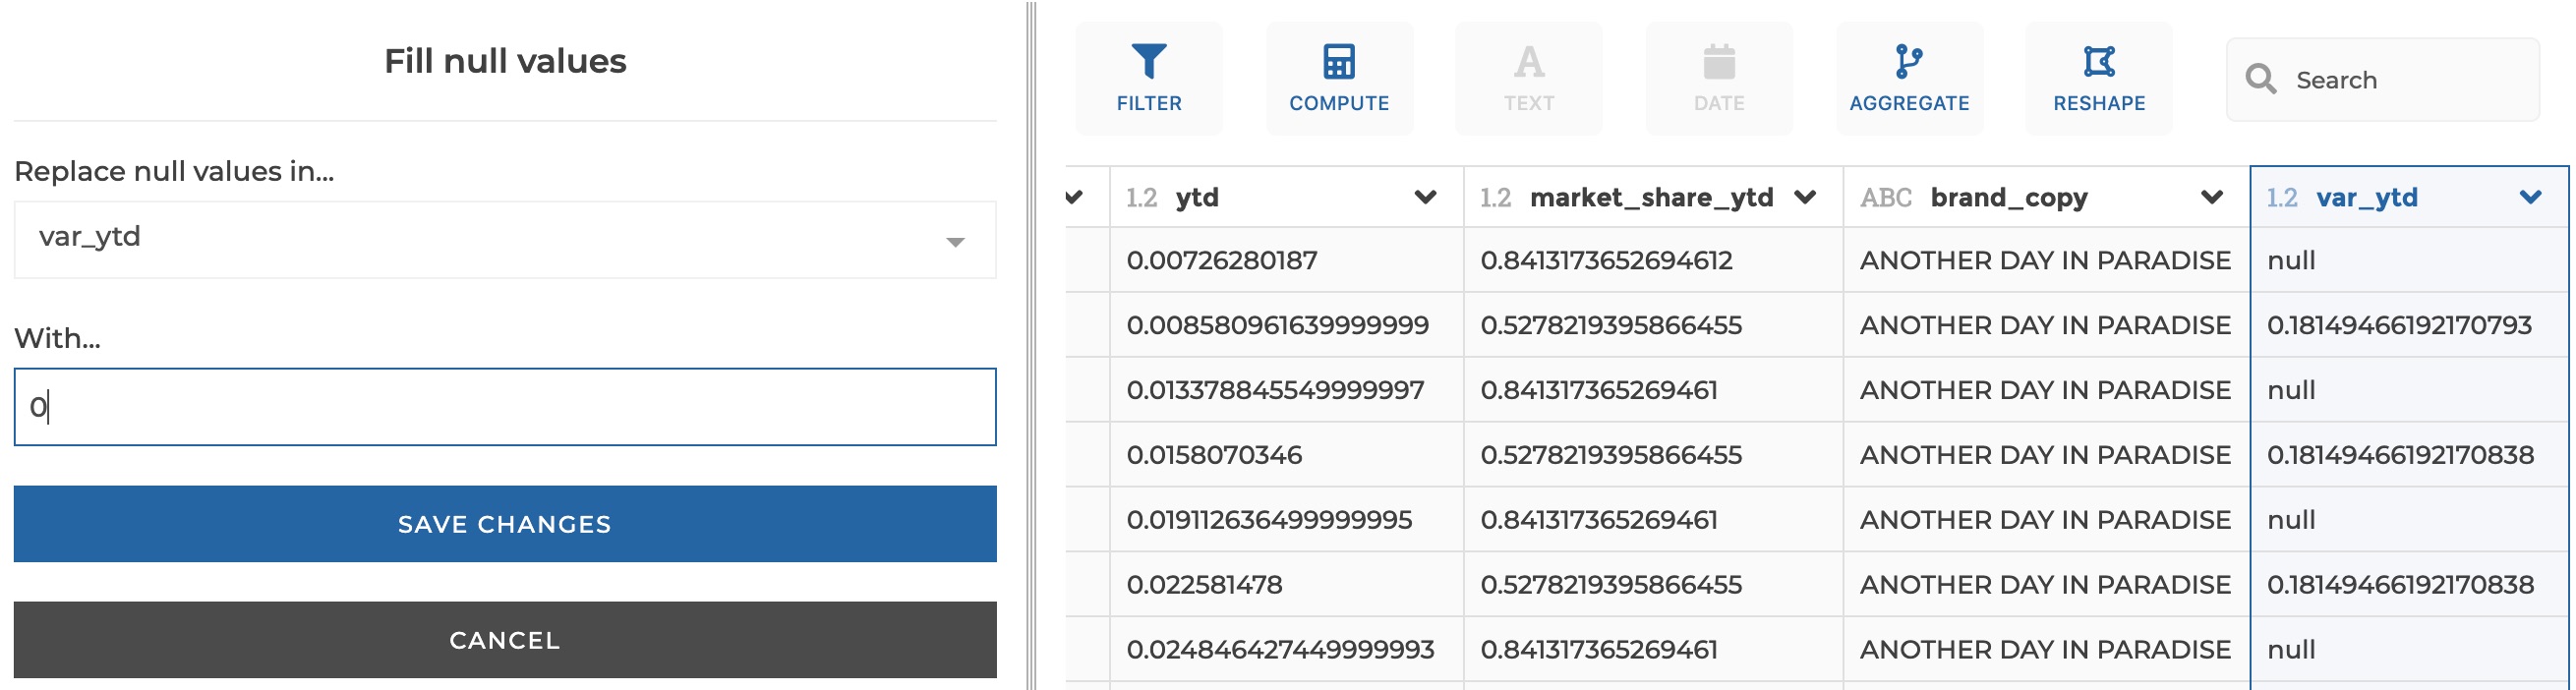 Fill null values
Replace null values in...
var_ytd
With...
0
SAVE CHANGES
CANCEL
FILTER COMPUTE TEXT DATE AGGREGATE RESHAPE Search
1.2 ytd 1.2 market_share_ytd ABC brand_copy 1.2 var_ytd
0.00726280187 0.8413173652694612 ANOTHER DAY IN PARADISE null
0.008580961639999999 0.5278219395866455 ANOTHER DAY IN PARADISE 0.18149466192170793
0.013378845549999997 0.841317365269461 ANOTHER DAY IN PARADISE null
0.0158070346 0.5278219395866455 ANOTHER DAY IN PARADISE 0.18149466192170838
0.019112636499999995 0.841317365269461 ANOTHER DAY IN PARADISE null
0.022581478 0.5278219395866455 ANOTHER DAY IN PARADISE 0.18149466192170838
0.024846427449999993 0.841317365269461 ANOTHER DAY IN PARADISE null